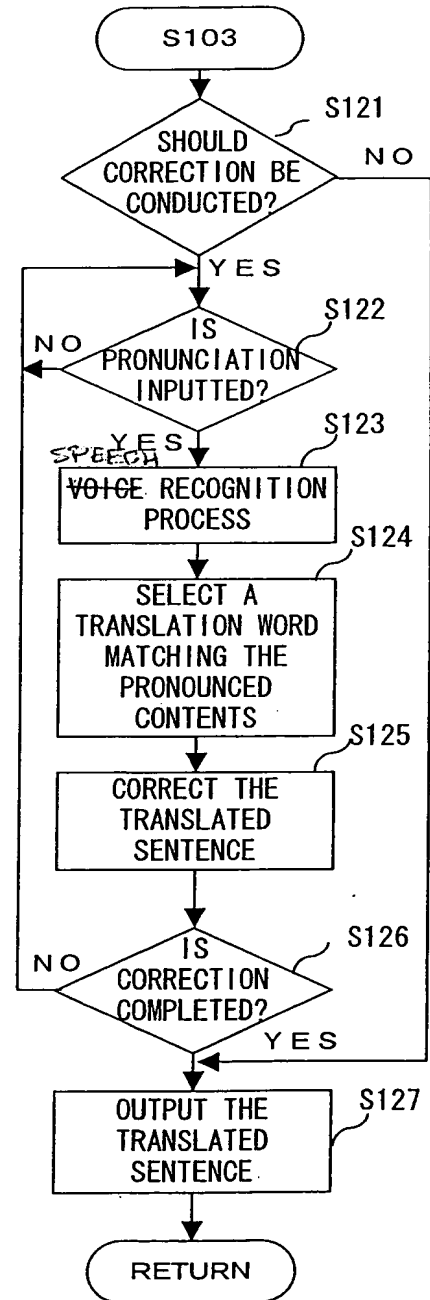 S103
S121
SHOULD
CORRECTION BE
CONDUCTED?
NO
YES
S122
IS
PRONUNCIATION
INPUTTED?
NO
YES
S123
SPEECH
VOICE RECOGNITION
PROCESS
S124
SELECT A
TRANSLATION WORD
MATCHING THE
PRONOUNCED
CONTENTS
S125
CORRECT THE
TRANSLATED
SENTENCE
S126
IS
CORRECTION
COMPLETED?
NO
YES
S127
OUTPUT THE
TRANSLATED
SENTENCE
RETURN